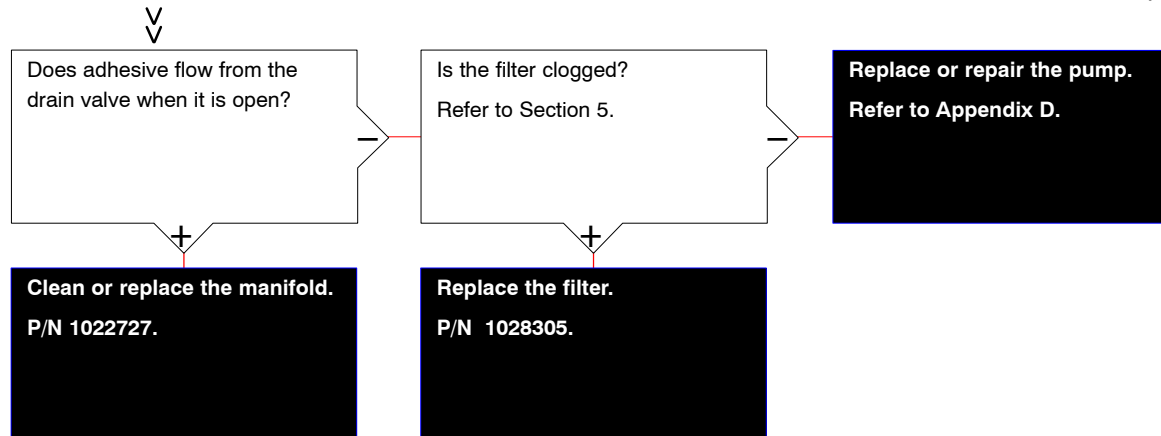 Does adhesive flow from the
drain valve when it is open?
Is the filter clogged?
Refer to Section 5.
Replace or repair the pump.
Refer to Appendix D.
−
−
+
+
Clean or replace the manifold.
P/N 1022727.
Replace the filter.
P/N 1028305.